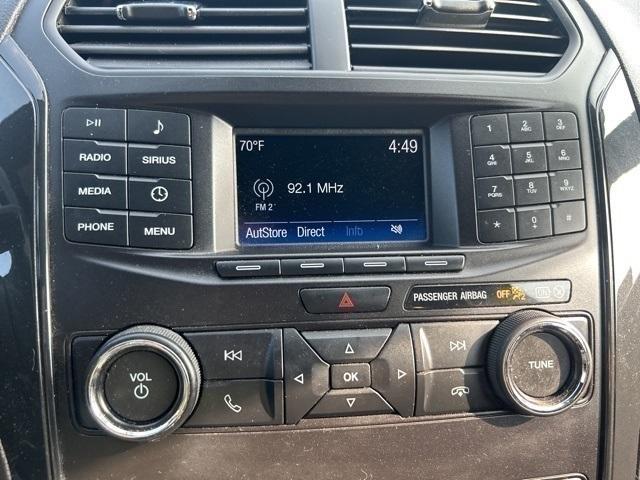 70°F 4:49
92.1 MHz
FM 2
AutoStore Direct Info
RADIO SIRIUS
MEDIA
PHONE MENU
1 2 ABC 3 DEF
4 GHI 5 JKL 6 MNO
7 PQRS 8 TUV 9 WXYZ
* 0 + #
PASSENGER AIRBAG OFF ON
VOL
OK
TUNE